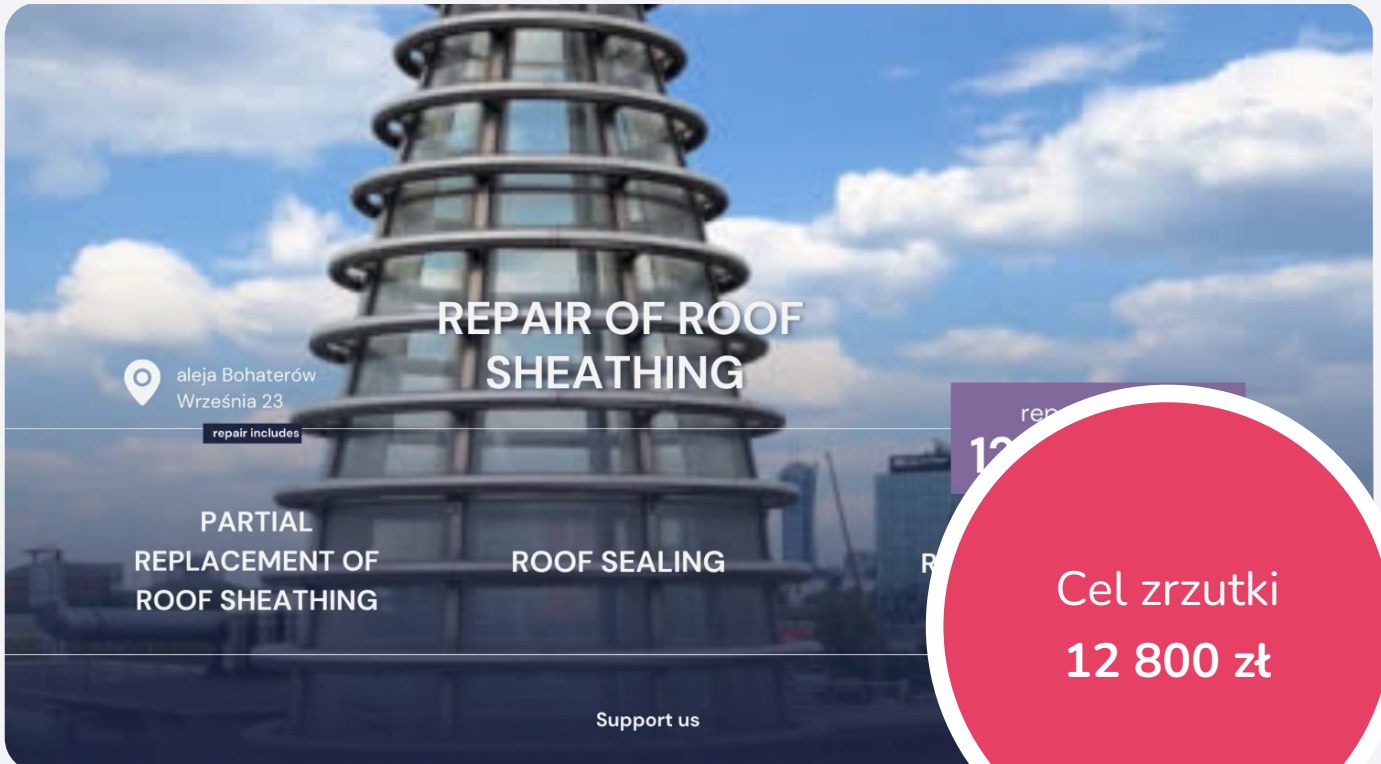 REPAIR OF ROOF
SHEATHING
aleja Bohaterów
Września 23
repair includes
PARTIAL
REPLACEMENT OF
ROOF SHEATHING
ROOF SEALING
Support us
Cel zrzutki
12 800 zł